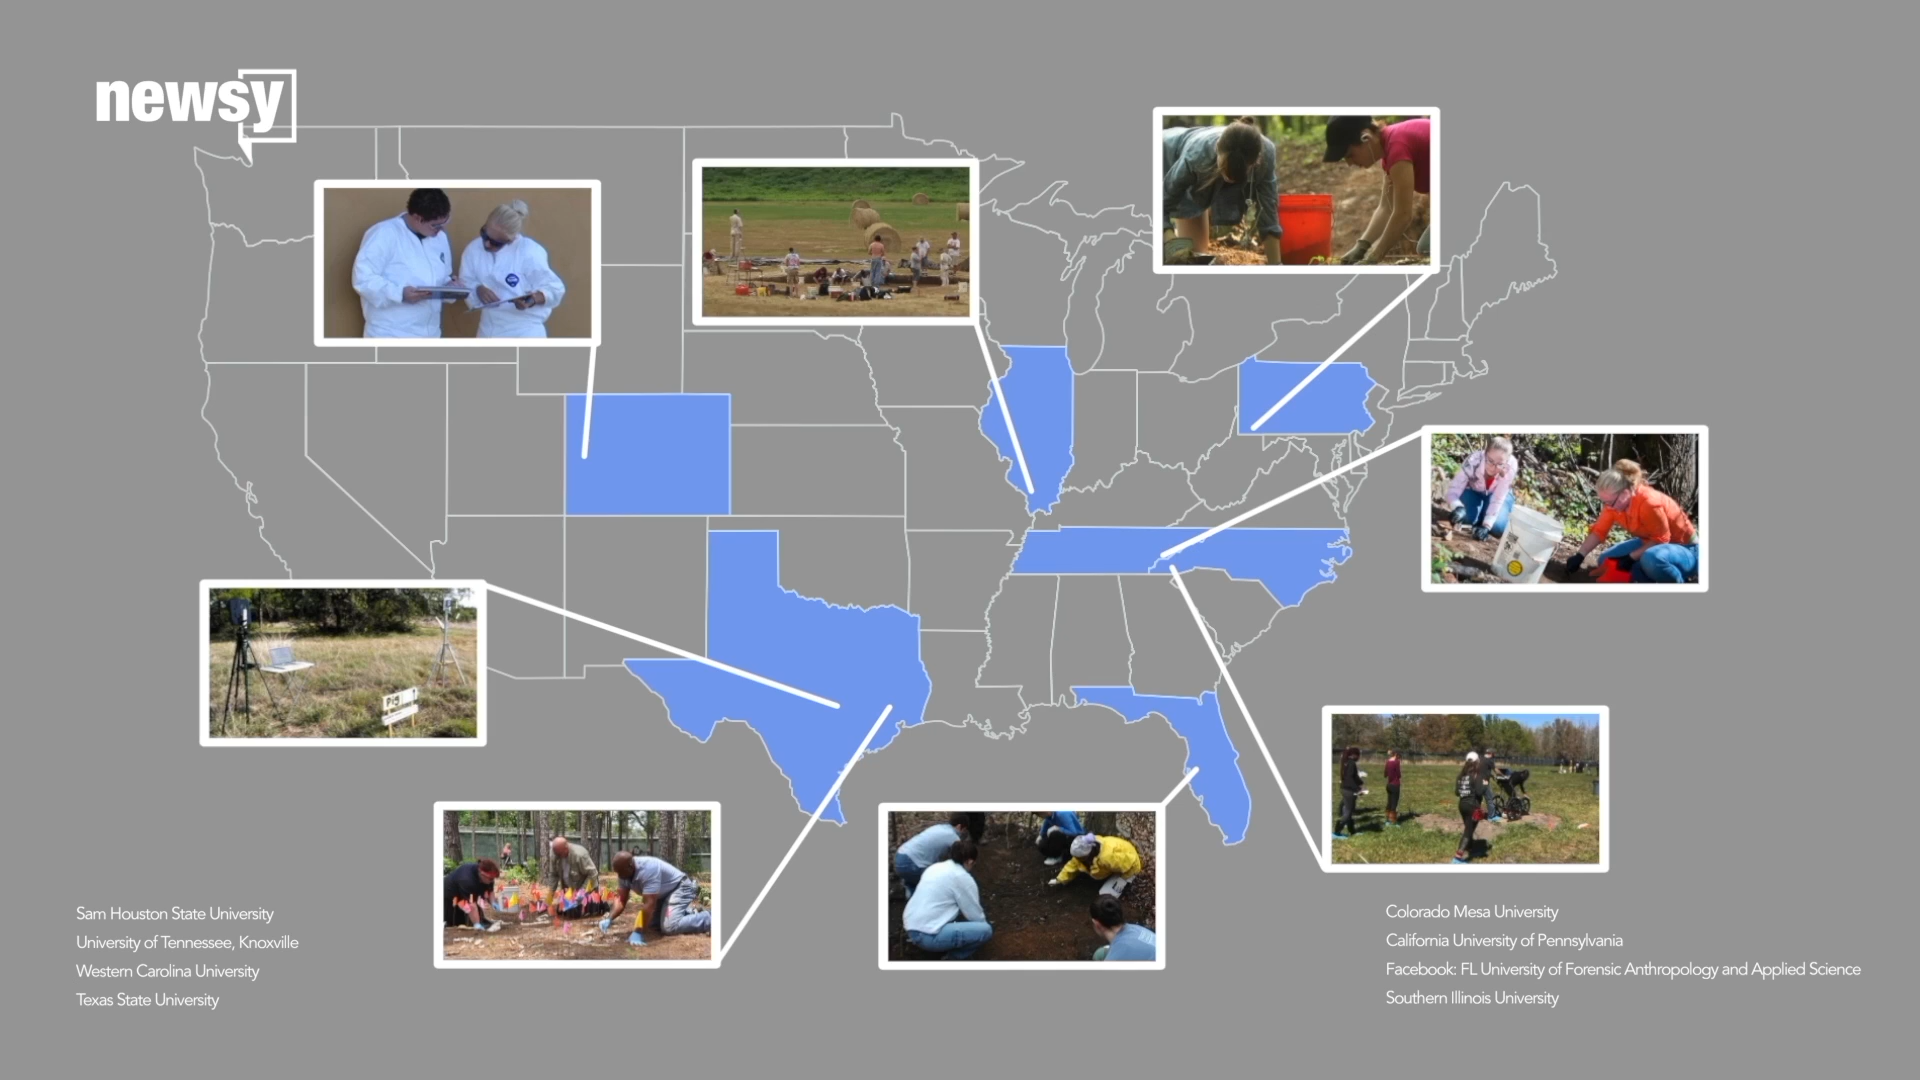 newsy
Pig
Sam Houston State University
University of Tennessee, Knoxville
Western Carolina University
Texas State University
Colorado Mesa University
California University of Pennsylvania
Facebook: FL University of Forensic Anthropology and Applied Science
Southern Illinois University